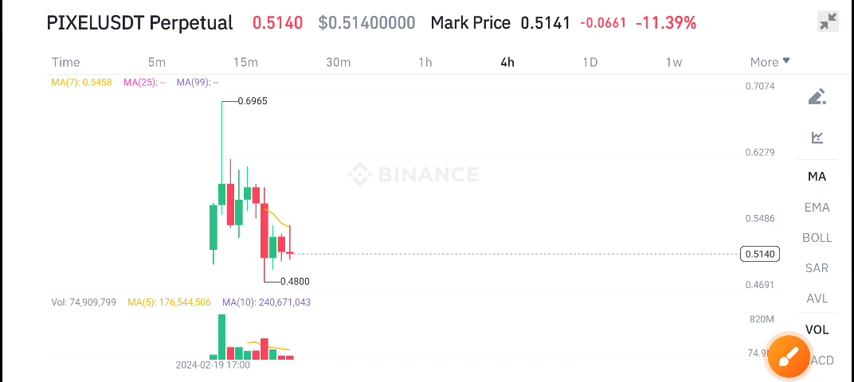 PIXELUSDT Perpetual 0.5140 $0.51400000 Mark Price 0.5141 -0.0661 -11.39%
Time 5m 15m 30m 1h 4h 1D 1w More
MA(7): 0.5458 MA(25): – MA(99): –
0.7074
0.6965
0.6279
BINANCE
MA
EMA
0.5486
BOLL
0.5140
SAR
0.4800
0.4691
AVL
Vol: 74,909,799 MA(5): 176,544,506 MA(10): 240,671,043
820M
VOL
2024-02-19 17:00